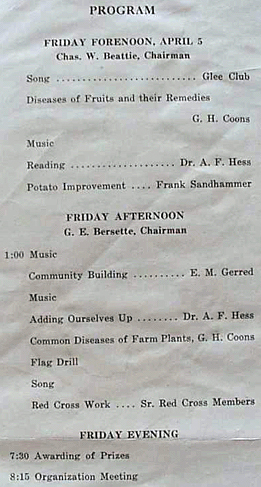 PROGRAM
FRIDAY FORENOON, APRIL 5
Chas. W. Beattie, Chairman
Song .......................... Glee Club
Diseases of Fruits and their Remedies
G. H. Coons
Music
Reading ..................... Dr. A. F. Hess
Potato Improvement .... Frank Sandhammer
FRIDAY AFTERNOON
G. E. Bersette, Chairman
1:00 Music
Community Building .......... E. M. Gerred
Music
Adding Ourselves Up ........ Dr. A. F. Hess
Common Diseases of Farm Plants, G. H. Coons
Flag Drill
Song
Red Cross Work .... Sr. Red Cross Members
FRIDAY EVENING
7:30 Awarding of Prizes
8:15 Organization Meeting